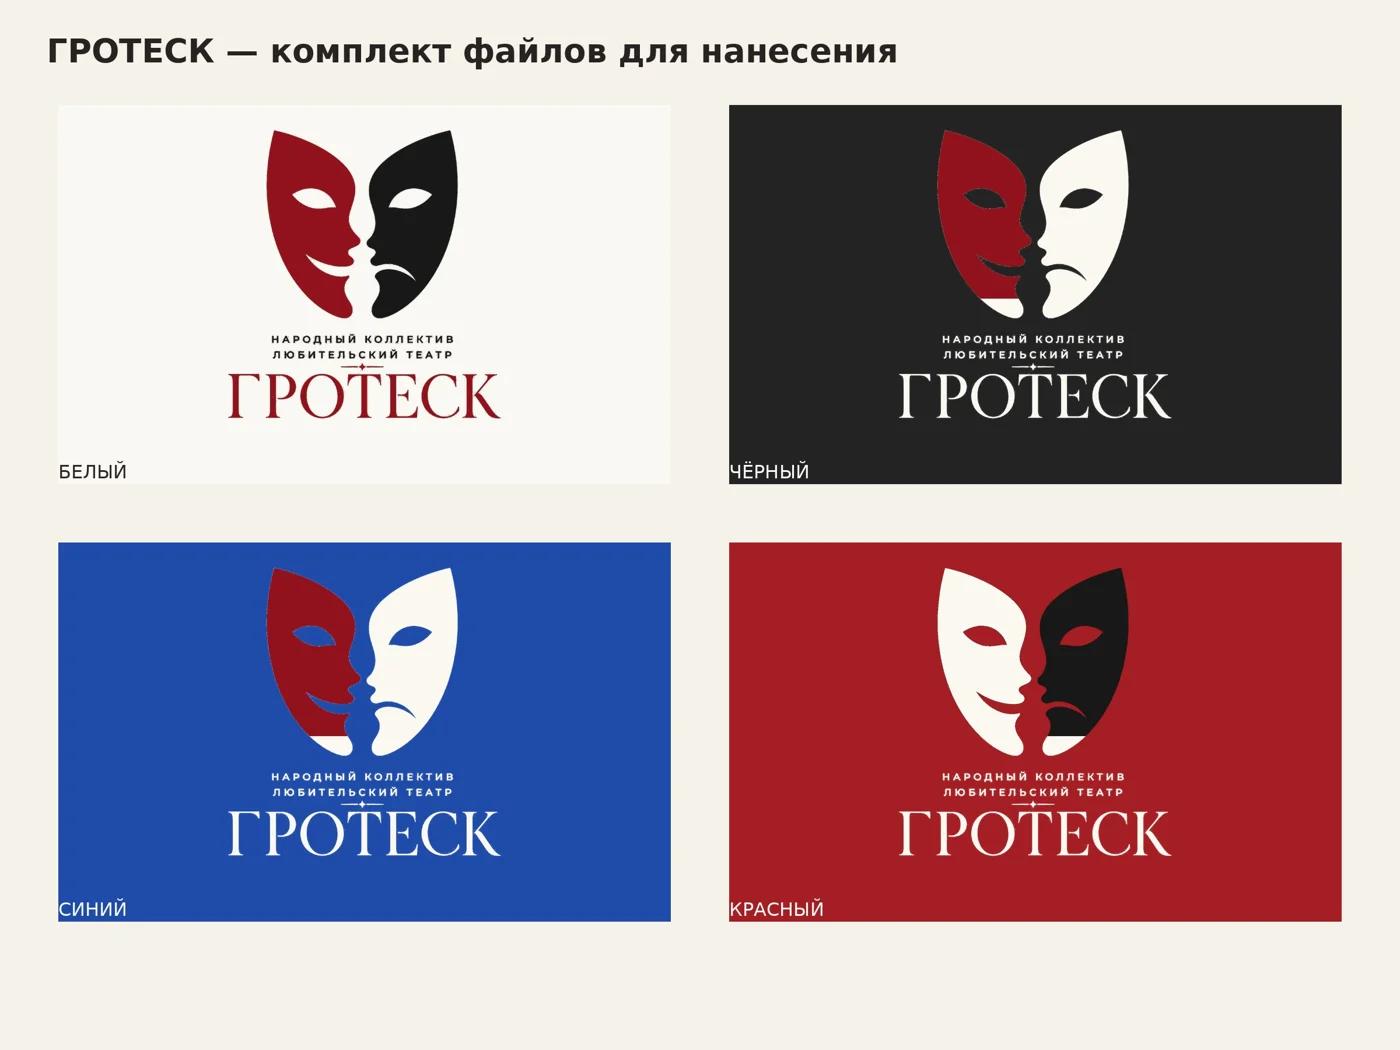 ГРОТЕСК — комплект файлов для нанесения
НАРОДНЫЙ КОЛЛЕКТИВ
ЛЮБИТЕЛЬСКИЙ ТЕАТР
ГРОТЕСК
БЕЛЫЙ
НАРОДНЫЙ КОЛЛЕКТИВ
ЛЮБИТЕЛЬСКИЙ ТЕАТР
ГРОТЕСК
ЧЁРНЫЙ
НАРОДНЫЙ КОЛЛЕКТИВ
ЛЮБИТЕЛЬСКИЙ ТЕАТР
ГРОТЕСК
СИНИЙ
НАРОДНЫЙ КОЛЛЕКТИВ
ЛЮБИТЕЛЬСКИЙ ТЕАТР
ГРОТЕСК
КРАСНЫЙ